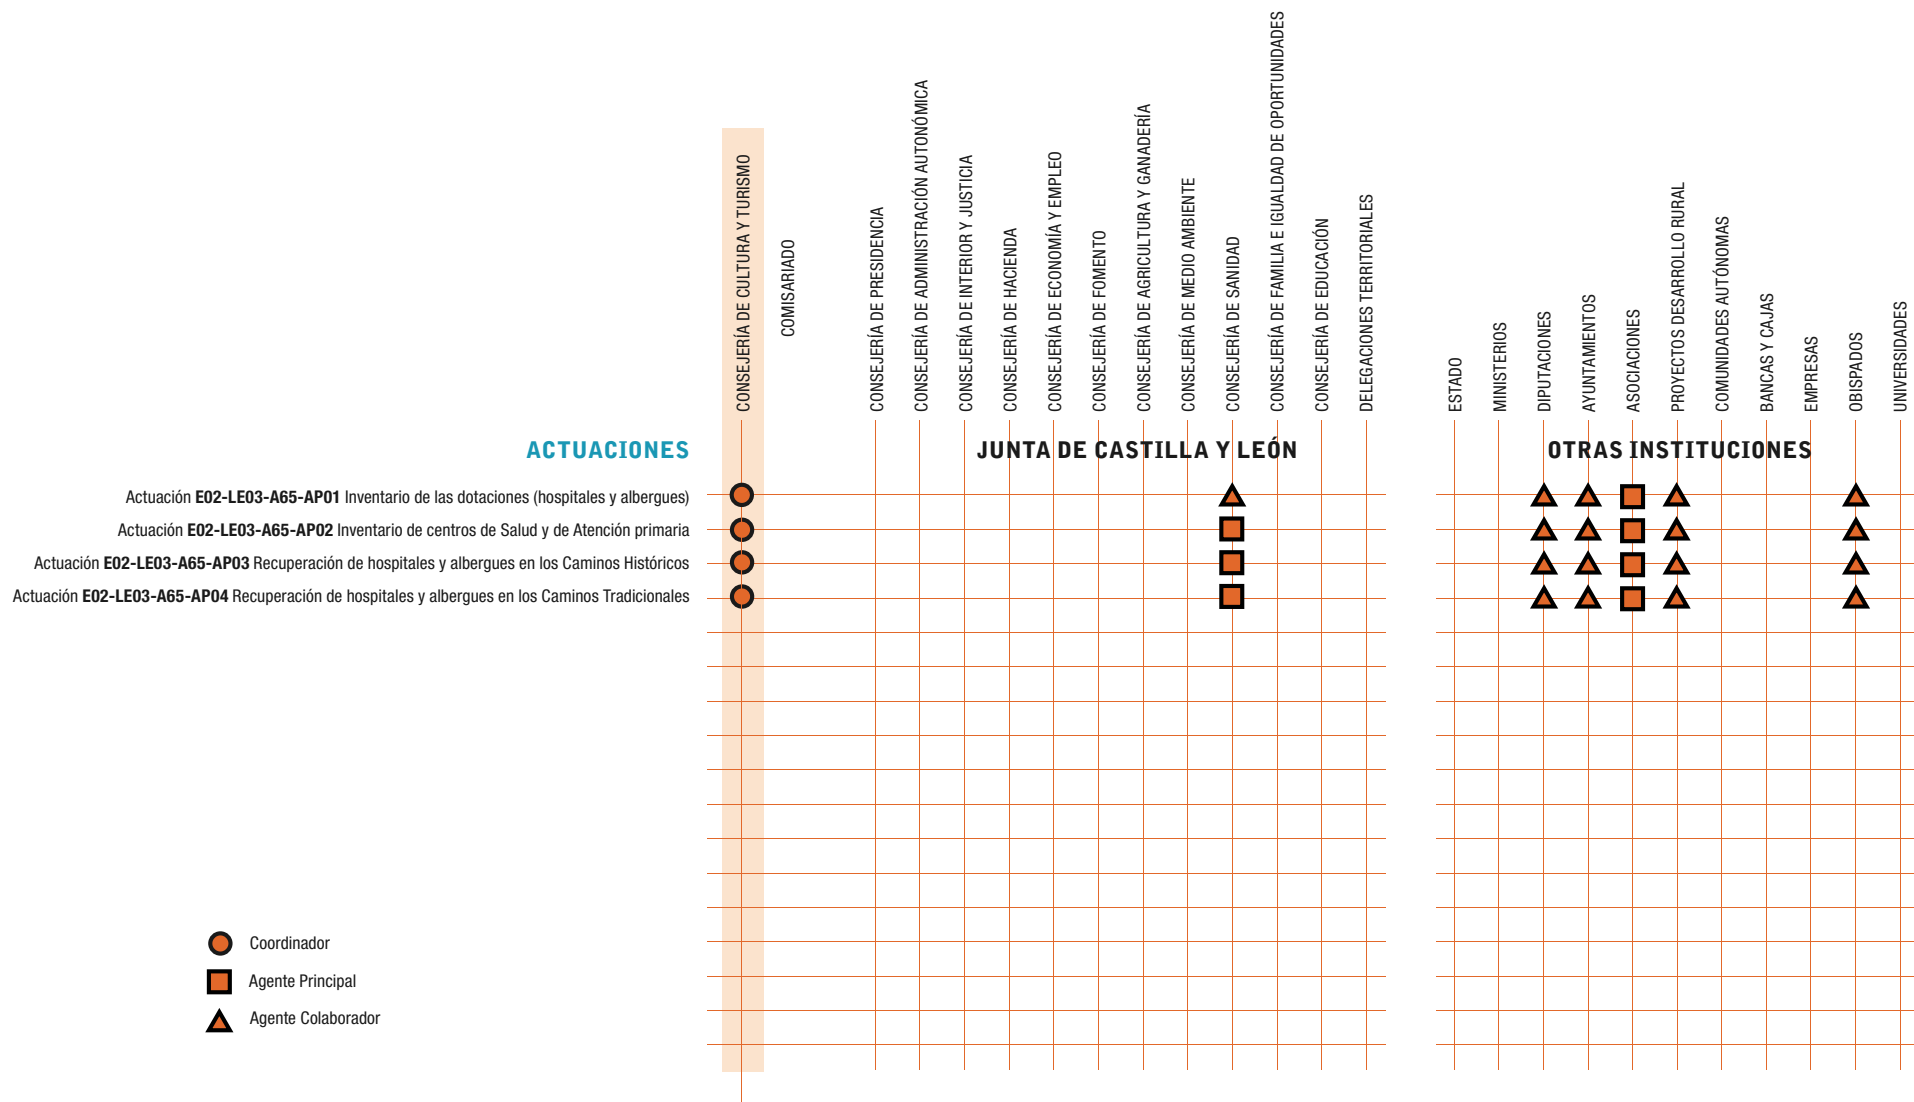 CONSEJERÍA DE CULTURA Y TURISMO
COMISARIADO
CONSEJERÍA DE PRESIDENCIA
CONSEJERÍA DE ADMINISTRACIÓN AUTONÓMICA
CONSEJERÍA DE INTERIOR Y JUSTICIA
CONSEJERÍA DE HACIENDA
CONSEJERÍA DE ECONOMÍA Y EMPLEO
CONSEJERÍA DE FOMENTO
CONSEJERÍA DE AGRICULTURA Y GANADERÍA
CONSEJERÍA DE MEDIO AMBIENTE
CONSEJERÍA DE SANIDAD
CONSEJERÍA DE FAMILIA E IGUALDAD DE OPORTUNIDADES
CONSEJERÍA DE EDUCACIÓN
DELEGACIONES TERRITORIALES
ESTADO
MINISTERIOS
DIPUTACIONES
AYUNTAMIENTOS
ASOCIACIONES
PROYECTOS DESARROLLO RURAL
COMUNIDADES AUTÓNOMAS
BANCAS Y CAJAS
EMPRESAS
OBISPADOS
UNIVERSIDADES
ACTUACIONES
JUNTA DE CASTILLA Y LEÓN
OTRAS INSTITUCIONES
Actuación E02-LE03-A65-AP01 Inventario de las dotaciones (hospitales y albergues)
Actuación E02-LE03-A65-AP02 Inventario de centros de Salud y de Atención primaria
Actuación E02-LE03-A65-AP03 Recuperación de hospitales y albergues en los Caminos Históricos
Actuación E02-LE03-A65-AP04 Recuperación de hospitales y albergues en los Caminos Tradicionales
Coordinador
Agente Principal
Agente Colaborador